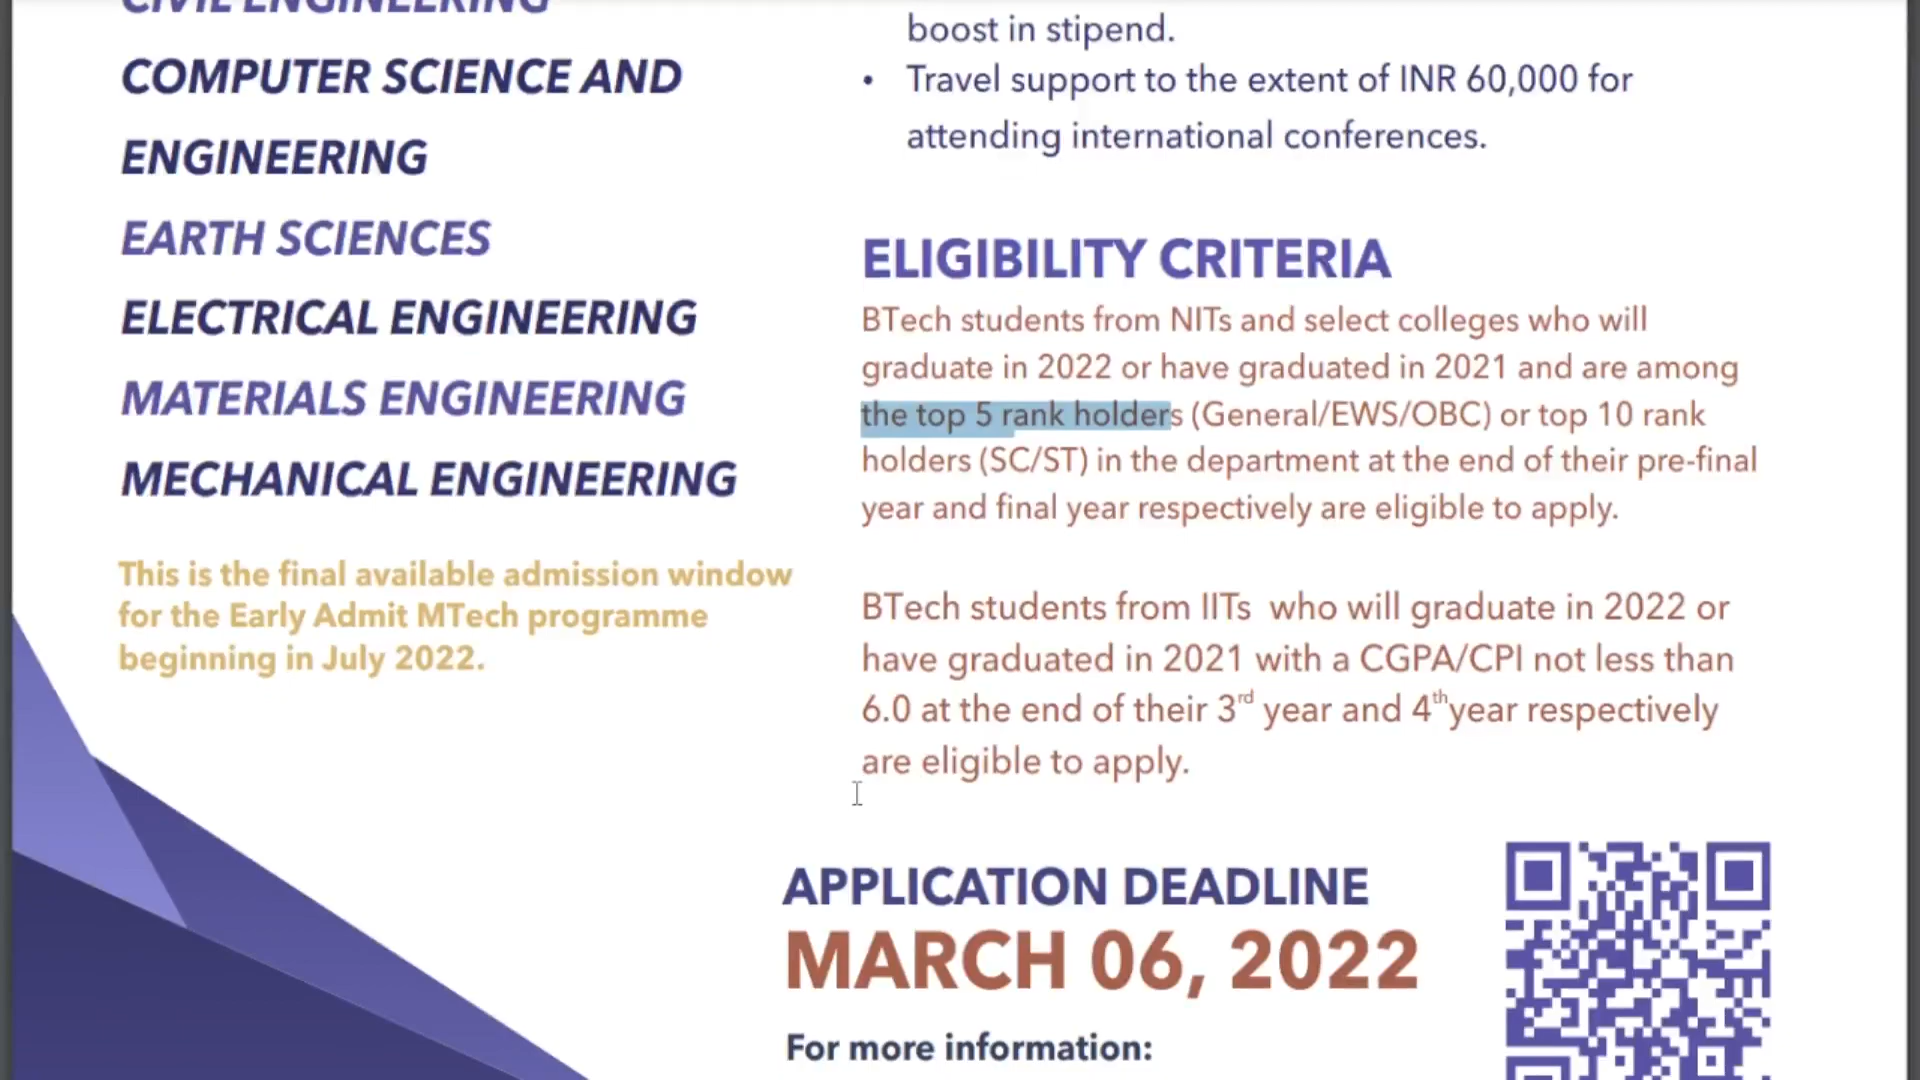 CIVIL ENGINEERING
COMPUTER SCIENCE AND
ENGINEERING
EARTH SCIENCES
ELECTRICAL ENGINEERING
MATERIALS ENGINEERING
MECHANICAL ENGINEERING
This is the final available admission window
for the Early Admit MTech programme
beginning in July 2022.
boost in stipend.
• Travel support to the extent of INR 60,000 for
attending international conferences.
ELIGIBILITY CRITERIA
BTech students from NITs and select colleges who will
graduate in 2022 or have graduated in 2021 and are among
the top 5 rank holders (General/EWS/OBC) or top 10 rank
holders (SC/ST) in the department at the end of their pre-final
year and final year respectively are eligible to apply.
BTech students from IITs who will graduate in 2022 or
have graduated in 2021 with a CGPA/CPI not less than
6.0 at the end of their 3rd year and 4thyear respectively
are eligible to apply.
APPLICATION DEADLINE
MARCH 06, 2022
For more information: